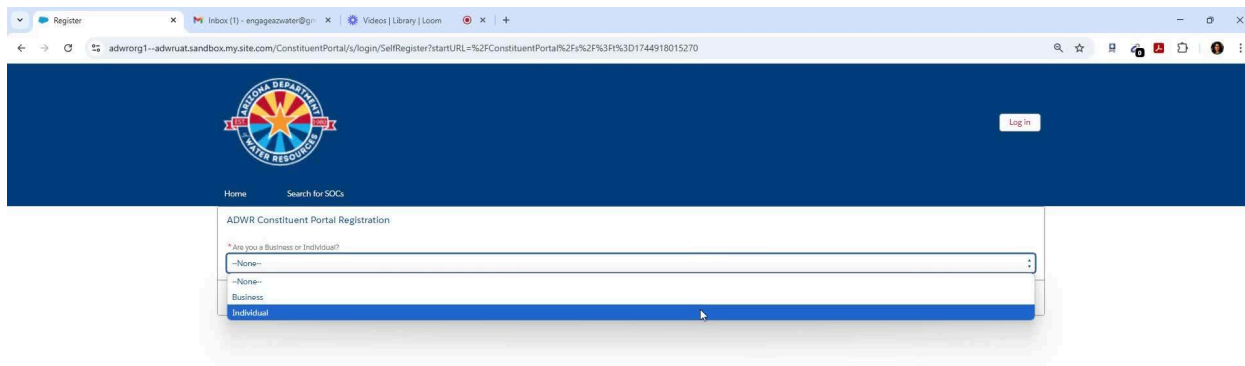 Register
Inbox (1) - engageazwater@gm
Videos | Library | Loom
adwrorg1--adwruat.sandbox.my.site.com/ConstituentPortal/s/login/SelfRegister?startURL=%2FConstituentPortal%2Fs%2F%3Ft%3D1744918015270
ARIZONA DEPARTMENT
EST 1980
of WATER RESOURCES
Log in
Home Search for SOCs
ADWR Constituent Portal Registration
*Are you a Business or Individual?
--None--
--None--
Business
Individual